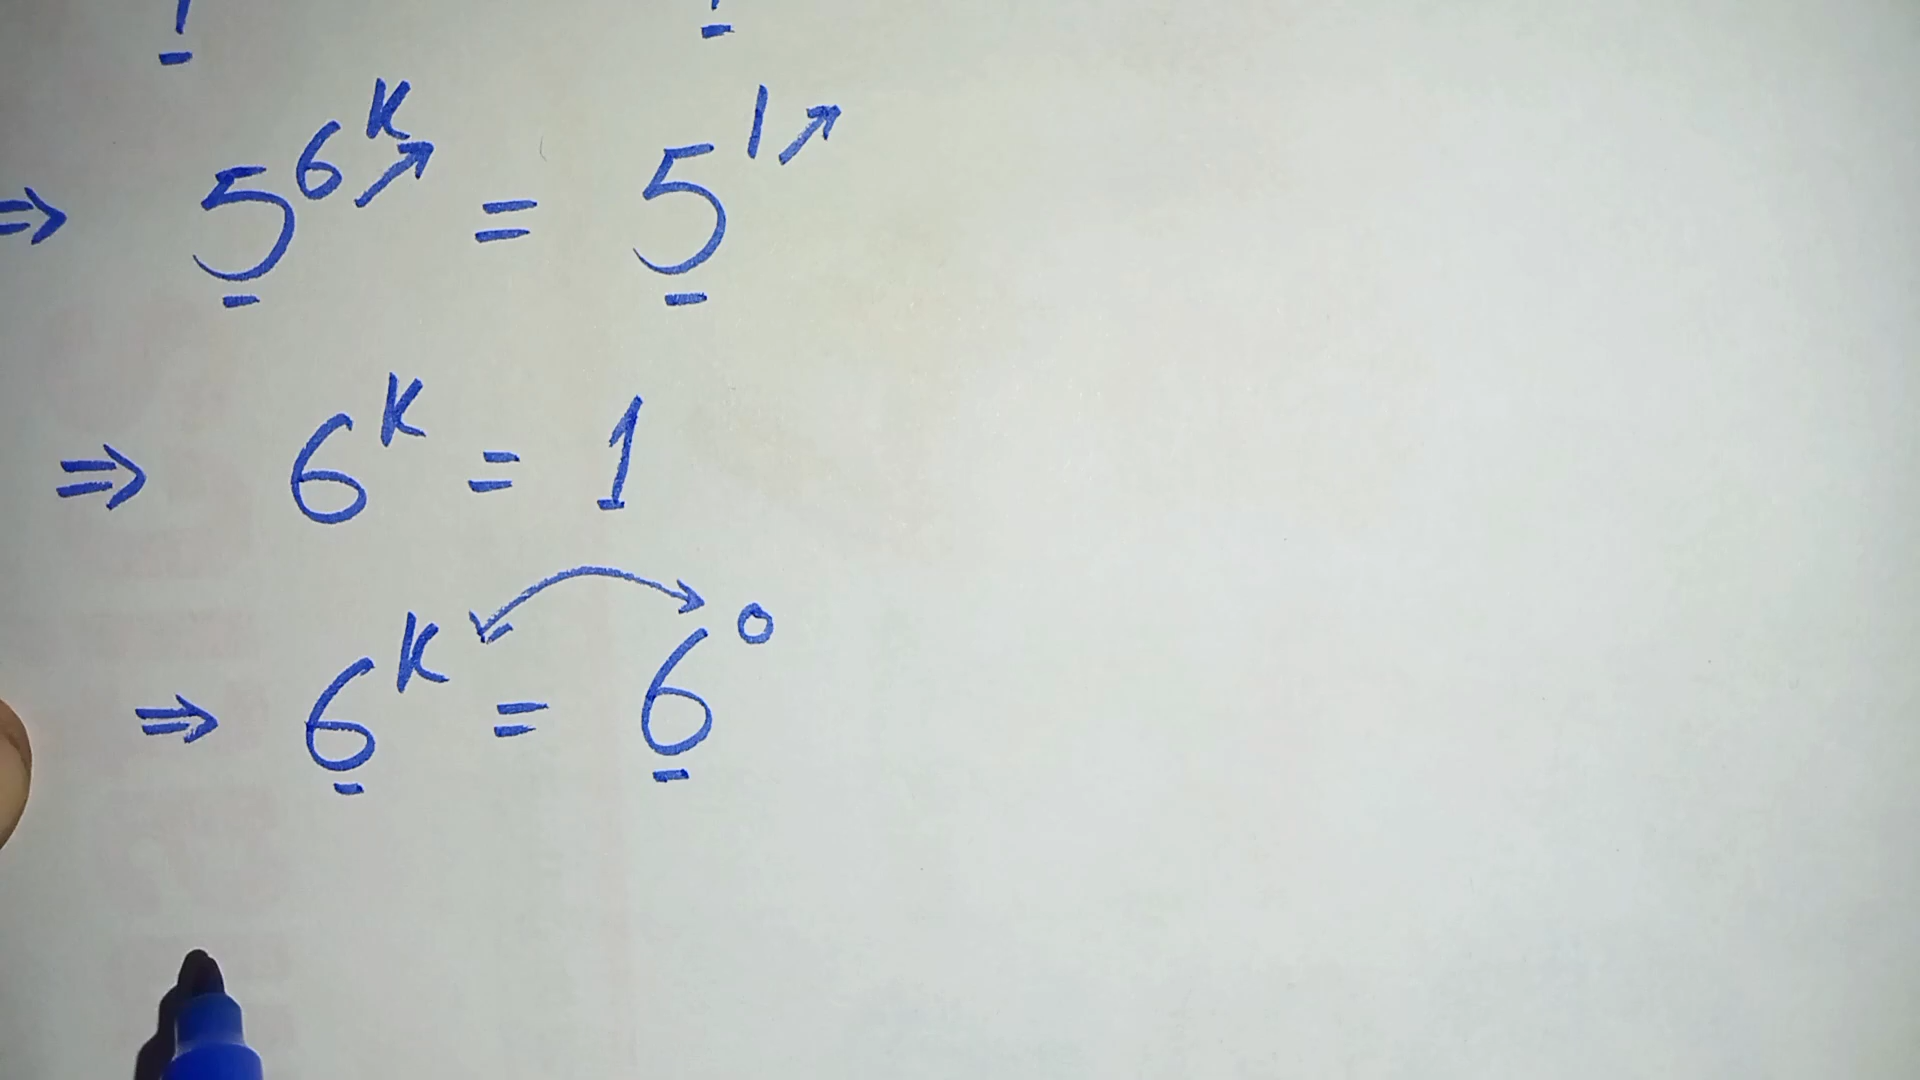 ⇒ 5^6^K = 5^1
⇒ 6^K = 1
⇒ 6^K = 6^0